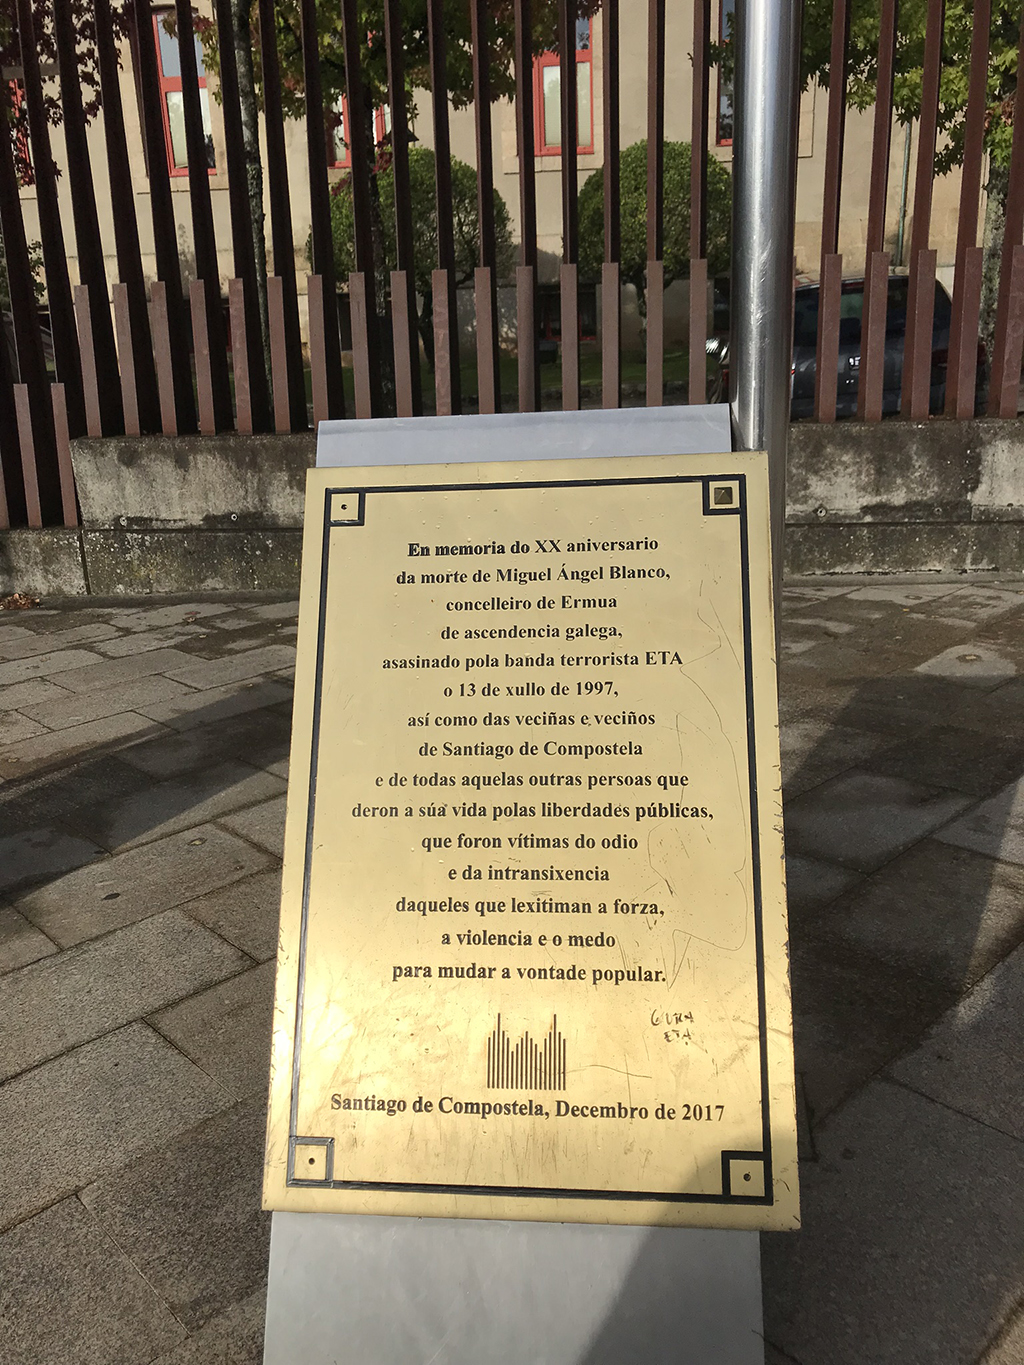 En memoria do XX aniversario
da morte de Miguel Ángel Blanco,
concelleiro de Ermua
de ascendencia galega,
asasinado pola banda terrorista ETA
o 13 de xullo de 1997,
así como das veciñas e veciños
de Santiago de Compostela
e de todas aquelas outras persoas que
deron a súa vida polas liberdades públicas,
que foron vítimas do odio
e da intransixencia
daqueles que lexitiman a forza,
a violencia e o medo
para mudar a vontade popular.
ETA
Santiago de Compostela, Decembro de 2017